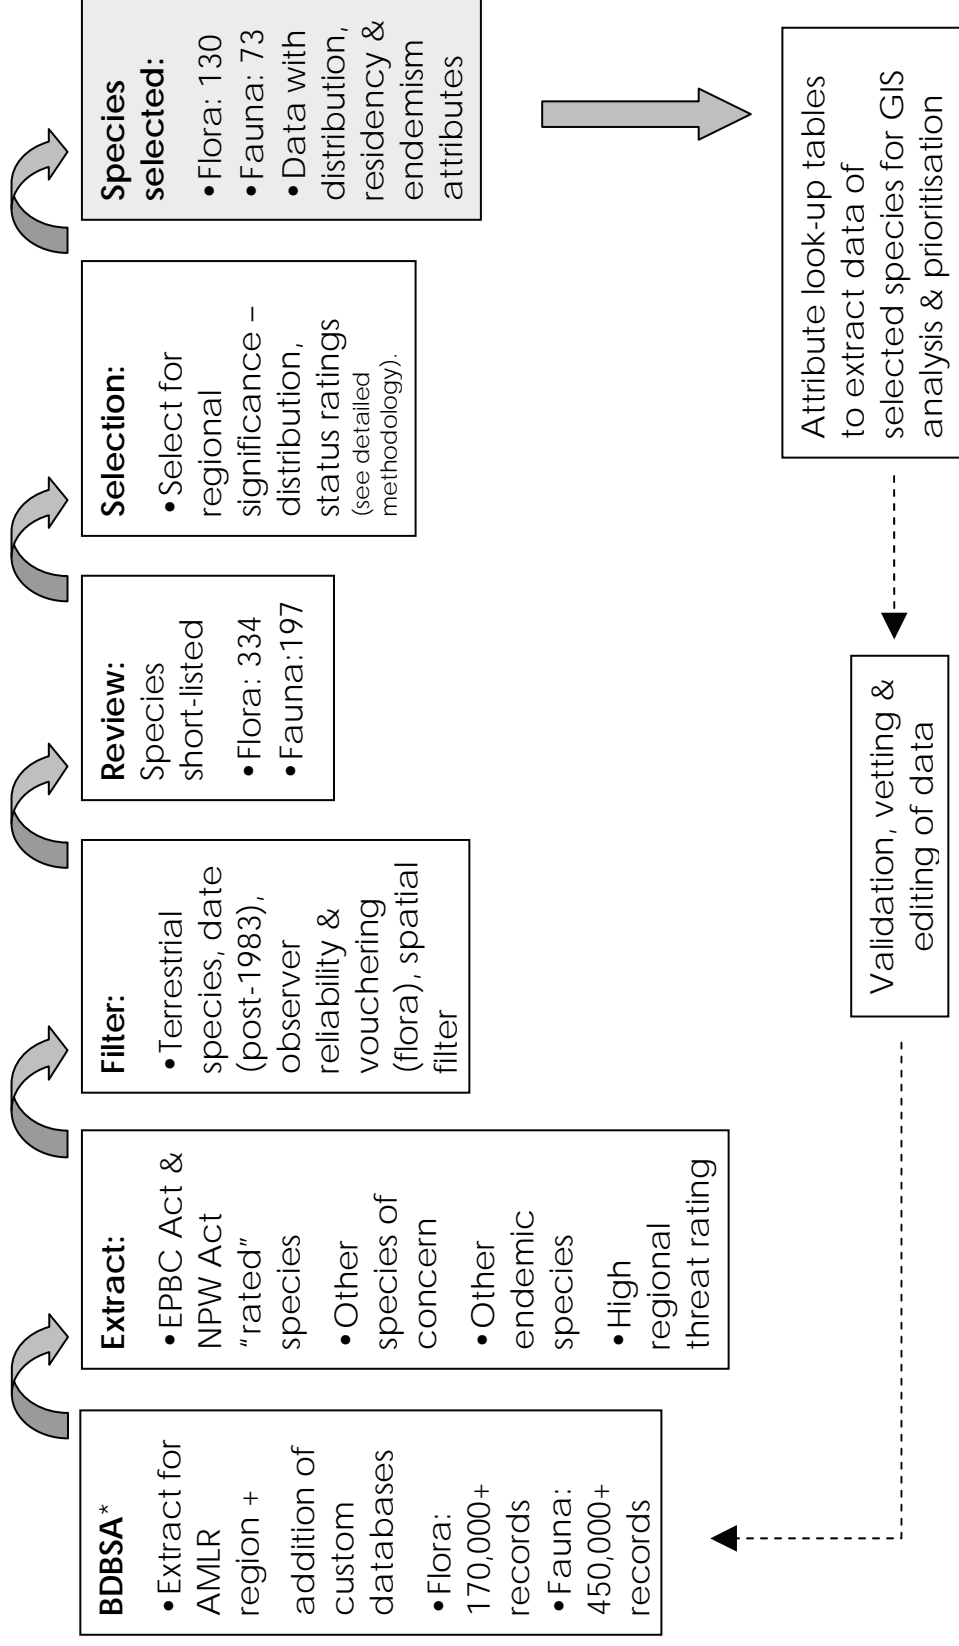 BDBSA*
•Extract for
AMLR
region +
addition of
custom
databases
•Flora:
170,000+
records
•Fauna:
450,000+
records
Extract:
•EPBC Act &
NPW Act
"rated"
species
•Other
species of
concern
•Other
endemic
species
•High
regional
threat rating
Filter:
•Terrestrial
species, date
(post-1983),
observer
reliability &
vouchering
(flora), spatial
filter
Review:
Species
short-listed
•Flora: 334
•Fauna:197
Selection:
•Select for
regional
significance –
distribution,
status ratings
(see detailed
methodology).
Species
selected:
•Flora: 130
•Fauna: 73
•Data with
distribution,
residency &
endemism
attributes
Attribute look-up tables
to extract data of
selected species for GIS
analysis & prioritisation
Validation, vetting &
editing of data